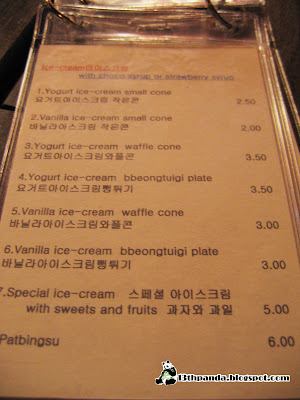 Ice-cream아이스크림
with choco syrup or strawberry syrup
1.Yogurt ice-cream small cone
요거트아이스크림 작은콘 2.50
2.Vanilla ice-cream small cone
바닐라아이스크림 작은콘 2.00
3.Yogurt ice-cream waffle cone
요거트아이스크림와플콘 3.50
4.Yogurt ice-cream bbeongtuigi plate
요거트아이스크림뻥튀기 3.50
5.Vanilla ice-cream waffle cone
바닐라아이스크림와플콘 3.00
6.Vanilla ice-cream bbeongtuigi plate
바닐라아이스크림뻥튀기 3.00
7.Special ice-cream 스페셜 아이스크림
with sweets and fruits 과자와 과일 5.00
Patbingsu 6.00
13thpanda.blogspot.com